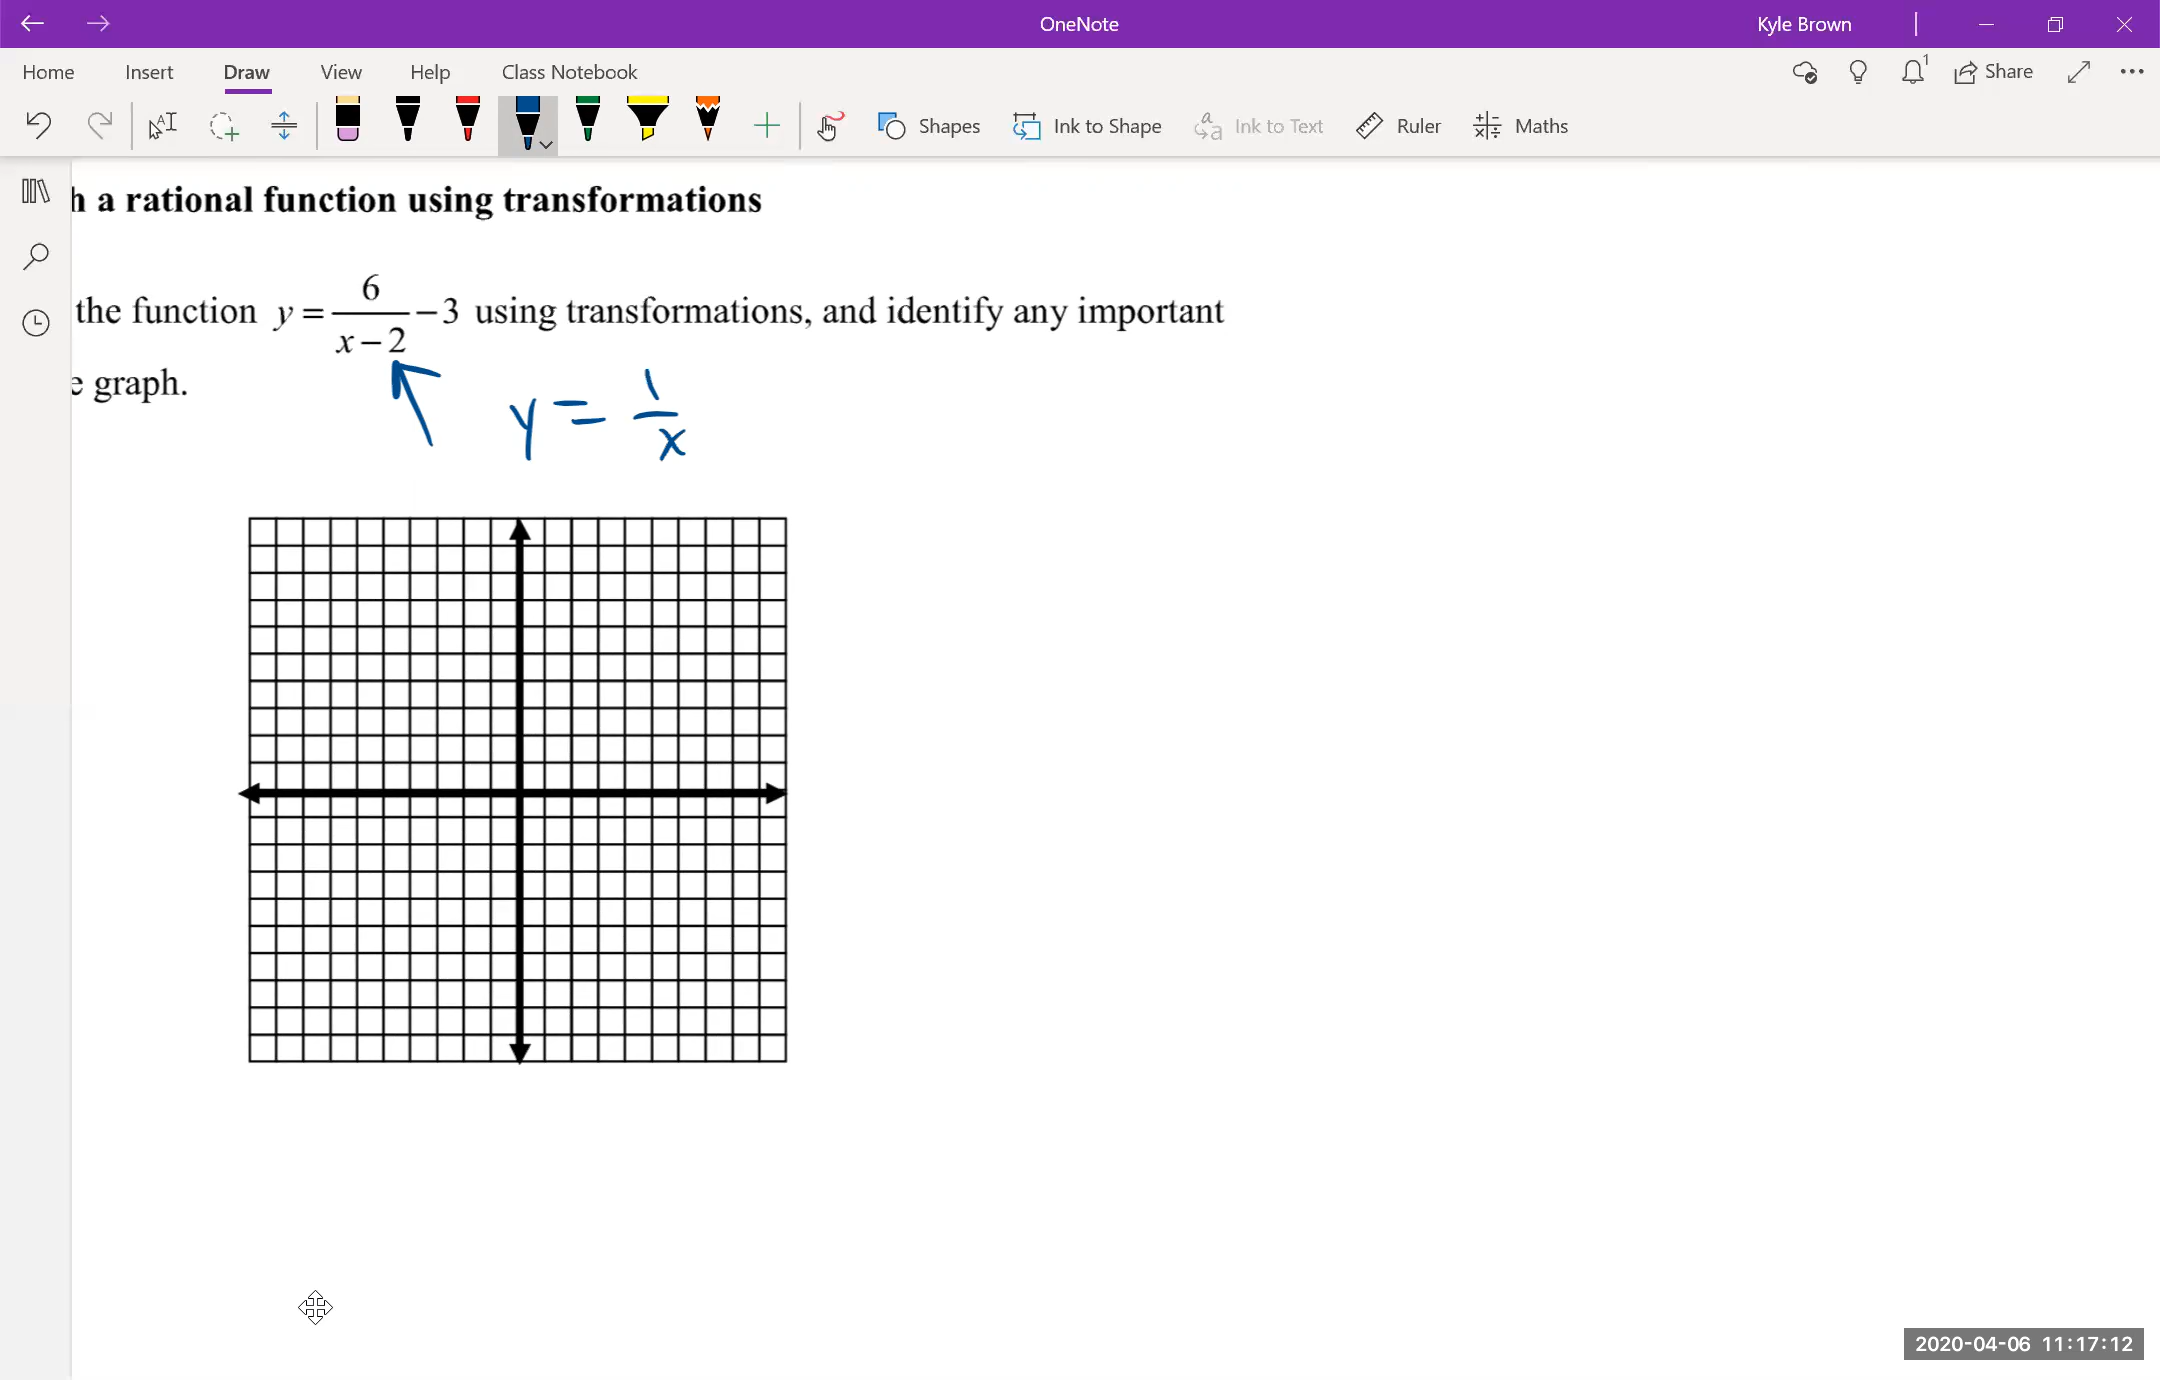 OneNote
Kyle Brown
Home Insert Draw View Help Class Notebook
1 Share
Shapes Ink to Shape Ink to Text Ruler Maths
h a rational function using transformations
the function y = 6/(x − 2) − 3 using transformations, and identify any important
e graph.
y = 1/x
2020-04-06 11:17:12